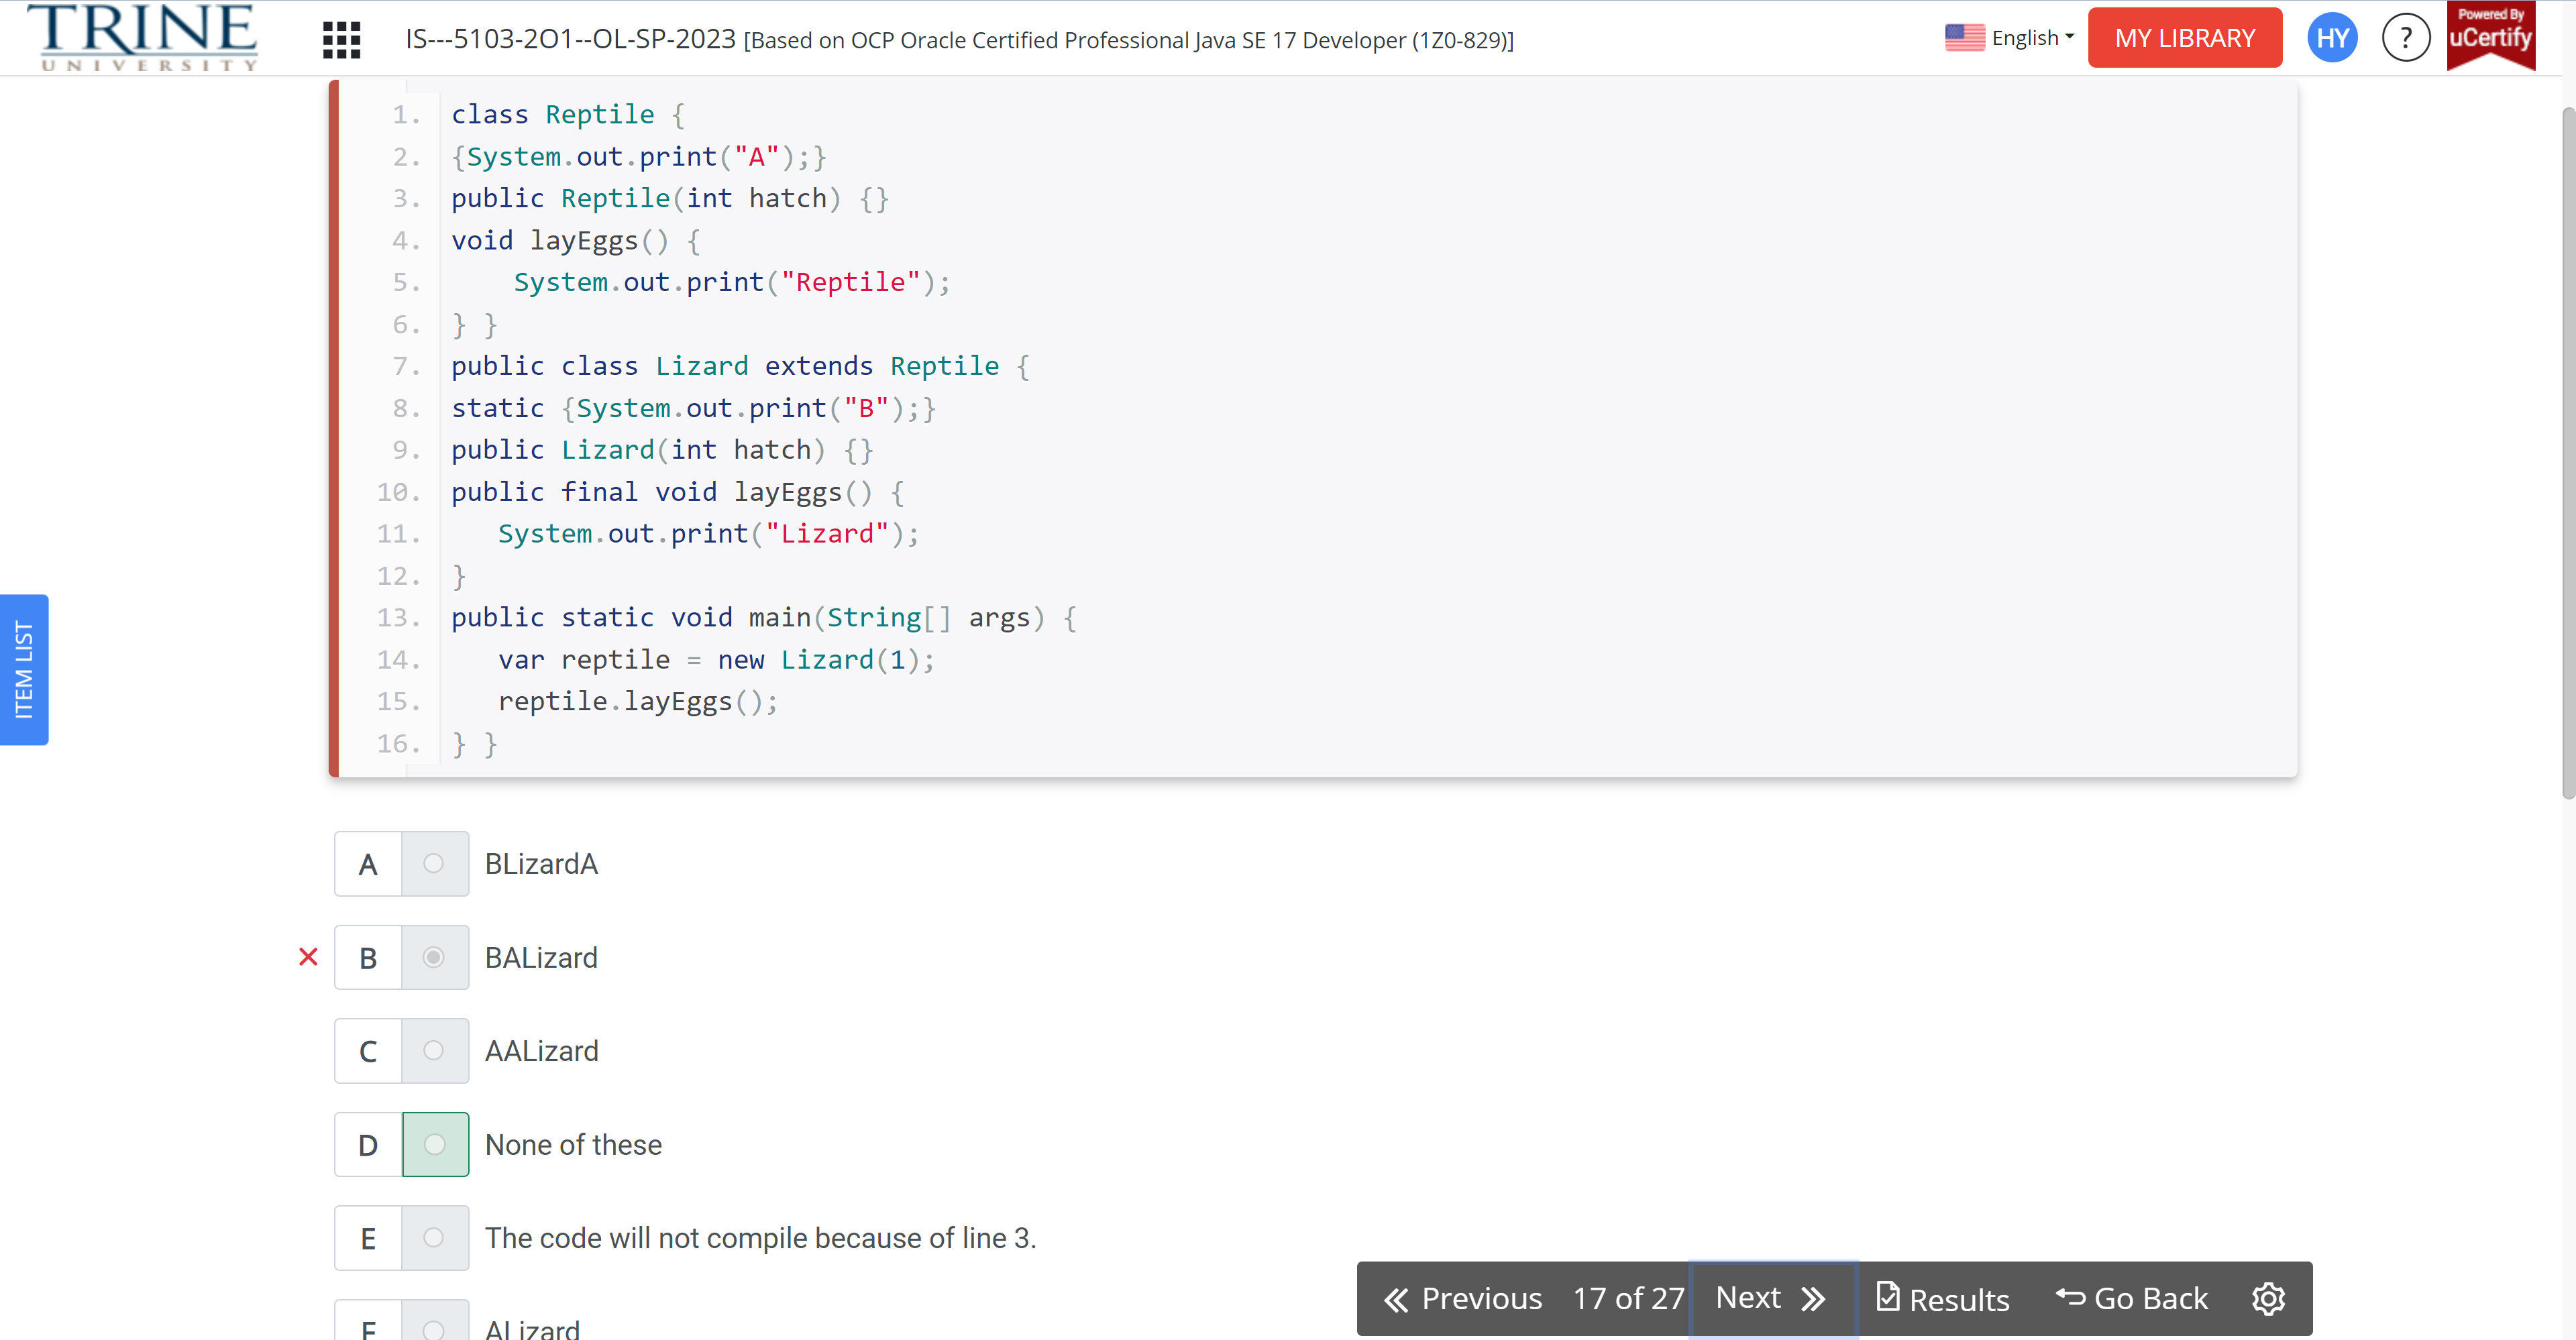 TRINE
UNIVERSITY
IS---5103-2O1--OL-SP-2023 [Based on OCP Oracle Certified Professional Java SE 17 Developer (1Z0-829)]
English
MY LIBRARY
HY
?
Powered By
uCertify
1. class Reptile {
2. {System.out.print("A");}
3. public Reptile(int hatch) {}
4. void layEggs() {
5. System.out.print("Reptile");
6. } }
7. public class Lizard extends Reptile {
8. static {System.out.print("B");}
9. public Lizard(int hatch) {}
10. public final void layEggs() {
11. System.out.print("Lizard");
12. }
13. public static void main(String[] args) {
14. var reptile = new Lizard(1);
15. reptile.layEggs();
16. } }
ITEM LIST
A BLizardA
B BALizard
C AALizard
D None of these
E The code will not compile because of line 3.
F ALizard
Previous 17 of 27 Next Results Go Back